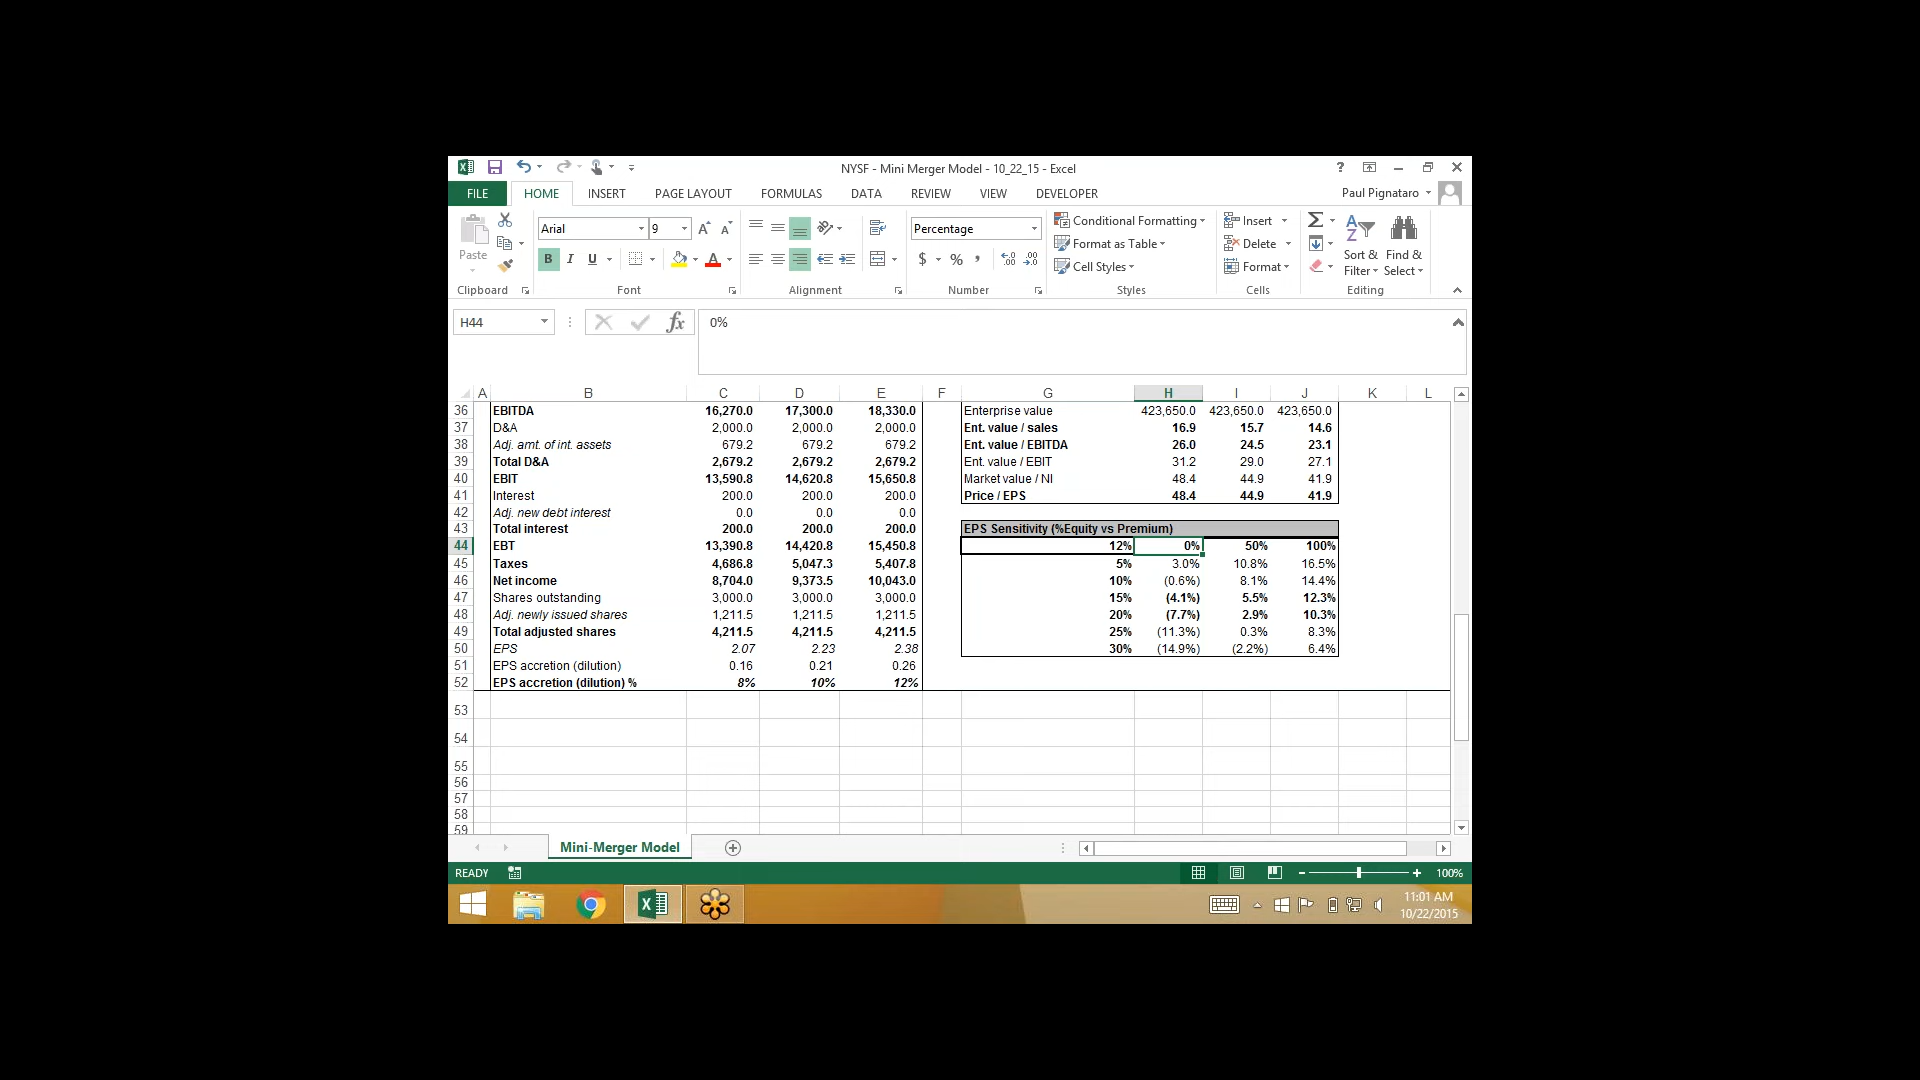 NYSF - Mini Merger Model - 10_22_15 - Excel
FILE HOME INSERT PAGE LAYOUT FORMULAS DATA REVIEW VIEW DEVELOPER Paul Pignataro
Paste
Arial 9
B I U
Percentage
$ % ,
Conditional Formatting
Format as Table
Cell Styles
Insert
Delete
Format
Sort & Filter
Find & Select
Clipboard Font Alignment Number Styles Cells Editing
H44 fx 0%
A B C D E F G H I J K L
36 EBITDA 16,270.0 17,300.0 18,330.0 Enterprise value 423,650.0 423,650.0 423,650.0
37 D&A 2,000.0 2,000.0 2,000.0 Ent. value / sales 16.9 15.7 14.6
38 Adj. amt. of int. assets 679.2 679.2 679.2 Ent. value / EBITDA 26.0 24.5 23.1
39 Total D&A 2,679.2 2,679.2 2,679.2 Ent. value / EBIT 31.2 29.0 27.1
40 EBIT 13,590.8 14,620.8 15,650.8 Market value / NI 48.4 44.9 41.9
41 Interest 200.0 200.0 200.0 Price / EPS 48.4 44.9 41.9
42 Adj. new debt interest 0.0 0.0 0.0
43 Total interest 200.0 200.0 200.0 EPS Sensitivity (%Equity vs Premium)
44 EBT 13,390.8 14,420.8 15,450.8 12% 0% 50% 100%
45 Taxes 4,686.8 5,047.3 5,407.8 5% 3.0% 10.8% 16.5%
46 Net income 8,704.0 9,373.5 10,043.0 10% (0.6%) 8.1% 14.4%
47 Shares outstanding 3,000.0 3,000.0 3,000.0 15% (4.1%) 5.5% 12.3%
48 Adj. newly issued shares 1,211.5 1,211.5 1,211.5 20% (7.7%) 2.9% 10.3%
49 Total adjusted shares 4,211.5 4,211.5 4,211.5 25% (11.3%) 0.3% 8.3%
50 EPS 2.07 2.23 2.38 30% (14.9%) (2.2%) 6.4%
51 EPS accretion (dilution) 0.16 0.21 0.26
52 EPS accretion (dilution) % 8% 10% 12%
53
54
55
56
57
58
59
Mini-Merger Model
READY 100%
11:01 AM
10/22/2015